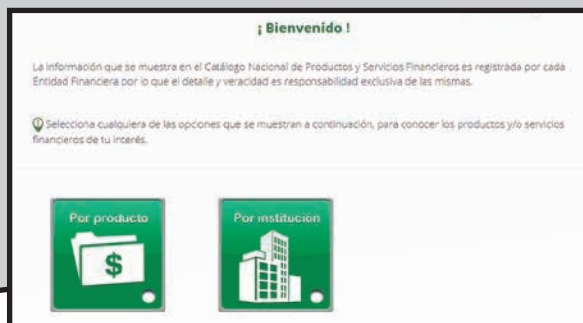 ¡ Bienvenido !
La información que se muestra en el Catálogo Nacional de Productos y Servicios Financieros es registrada por cada
Entidad Financiera por lo que el detalle y veracidad es responsabilidad exclusiva de las mismas.
Selecciona cualquiera de las opciones que se muestran a continuación, para conocer los productos y/o servicios
financieros de tu interés.
Por producto
Por institución
$